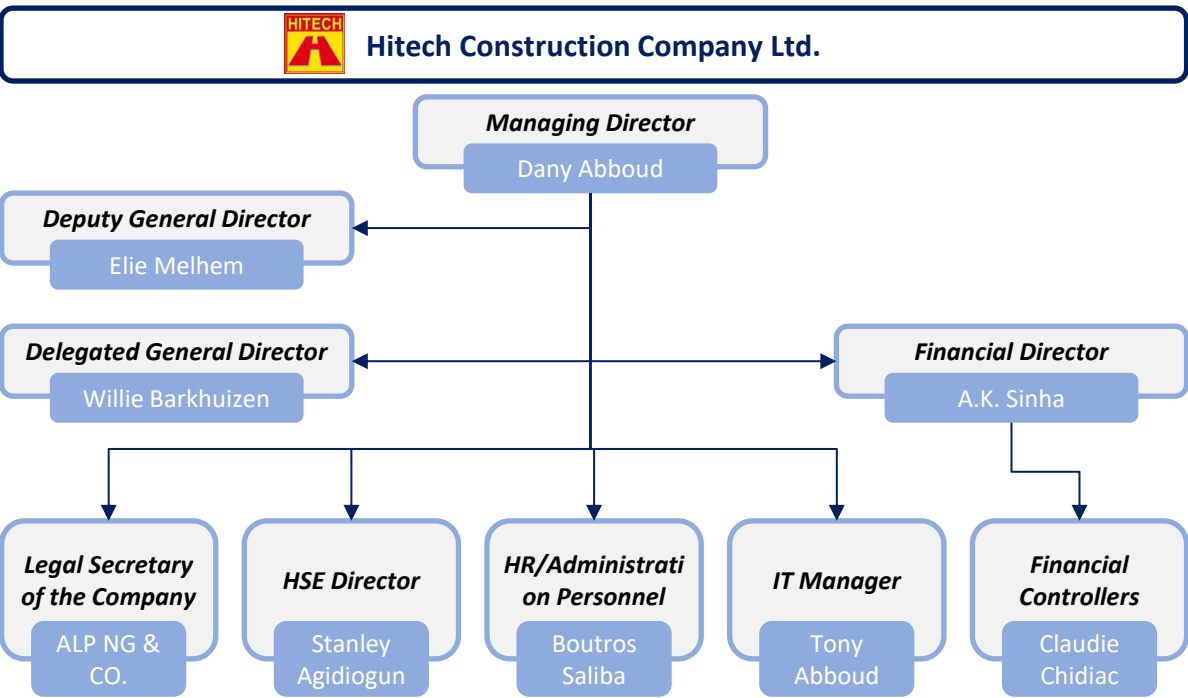 HITECH
Hitech Construction Company Ltd.
Managing Director
Dany Abboud
Deputy General Director
Elie Melhem
Delegated General Director
Willie Barkhuizen
Financial Director
A.K. Sinha
Legal Secretary
of the Company
ALP NG &
CO.
HSE Director
Stanley
Agidiogun
HR/Administrati
on Personnel
Boutros
Saliba
IT Manager
Tony
Abboud
Financial
Controllers
Claudie
Chidiac